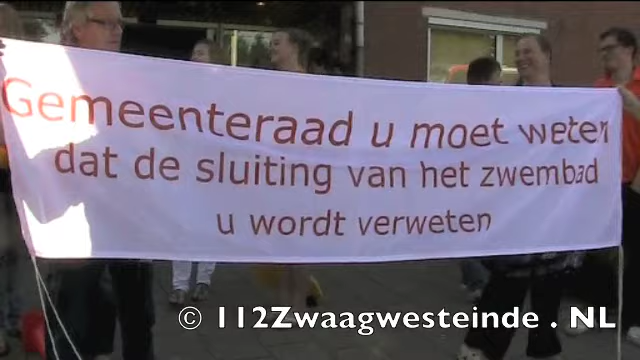 Gemeenteraad u moet weten
dat de sluiting van het zwembad
u wordt verweten
© 112Zwaagwesteinde . NL